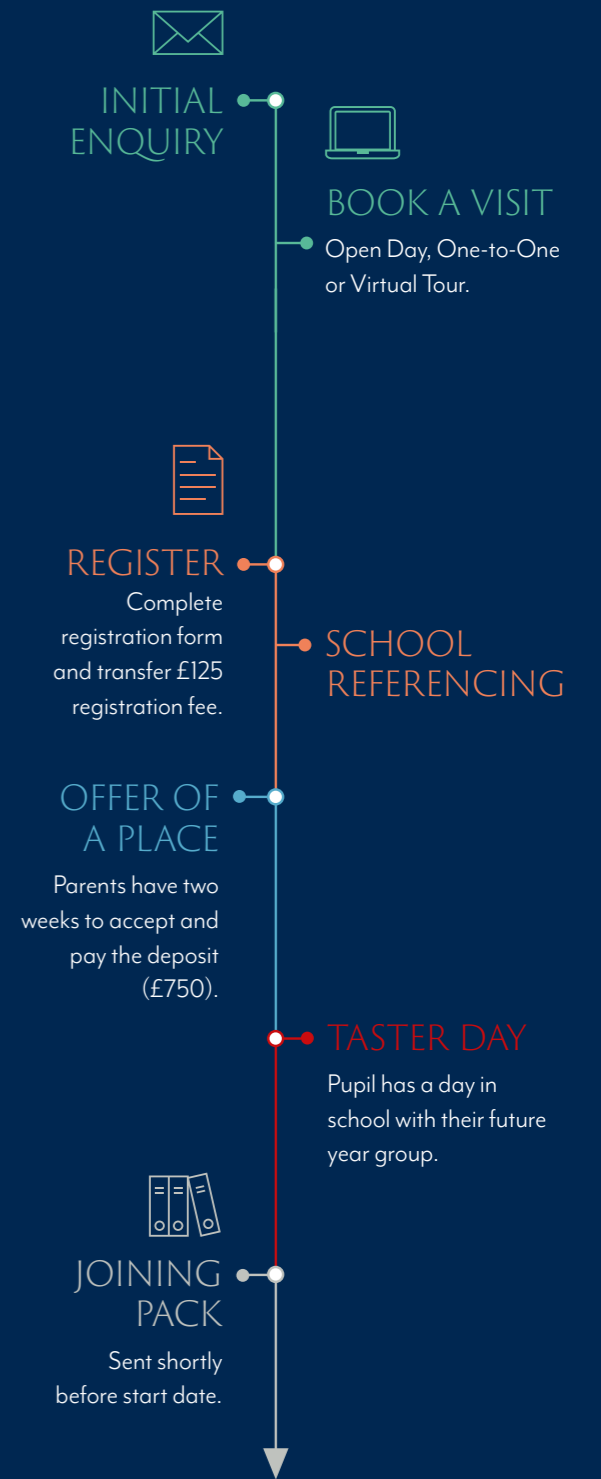 INITIAL
ENQUIRY
BOOK A VISIT
Open Day, One-to-One
or Virtual Tour.
REGISTER
Complete
registration form
and transfer £125
registration fee.
SCHOOL
REFERENCING
OFFER OF
A PLACE
Parents have two
weeks to accept and
pay the deposit
(£750).
TASTER DAY
Pupil has a day in
school with their future
year group.
JOINING
PACK
Sent shortly
before start date.